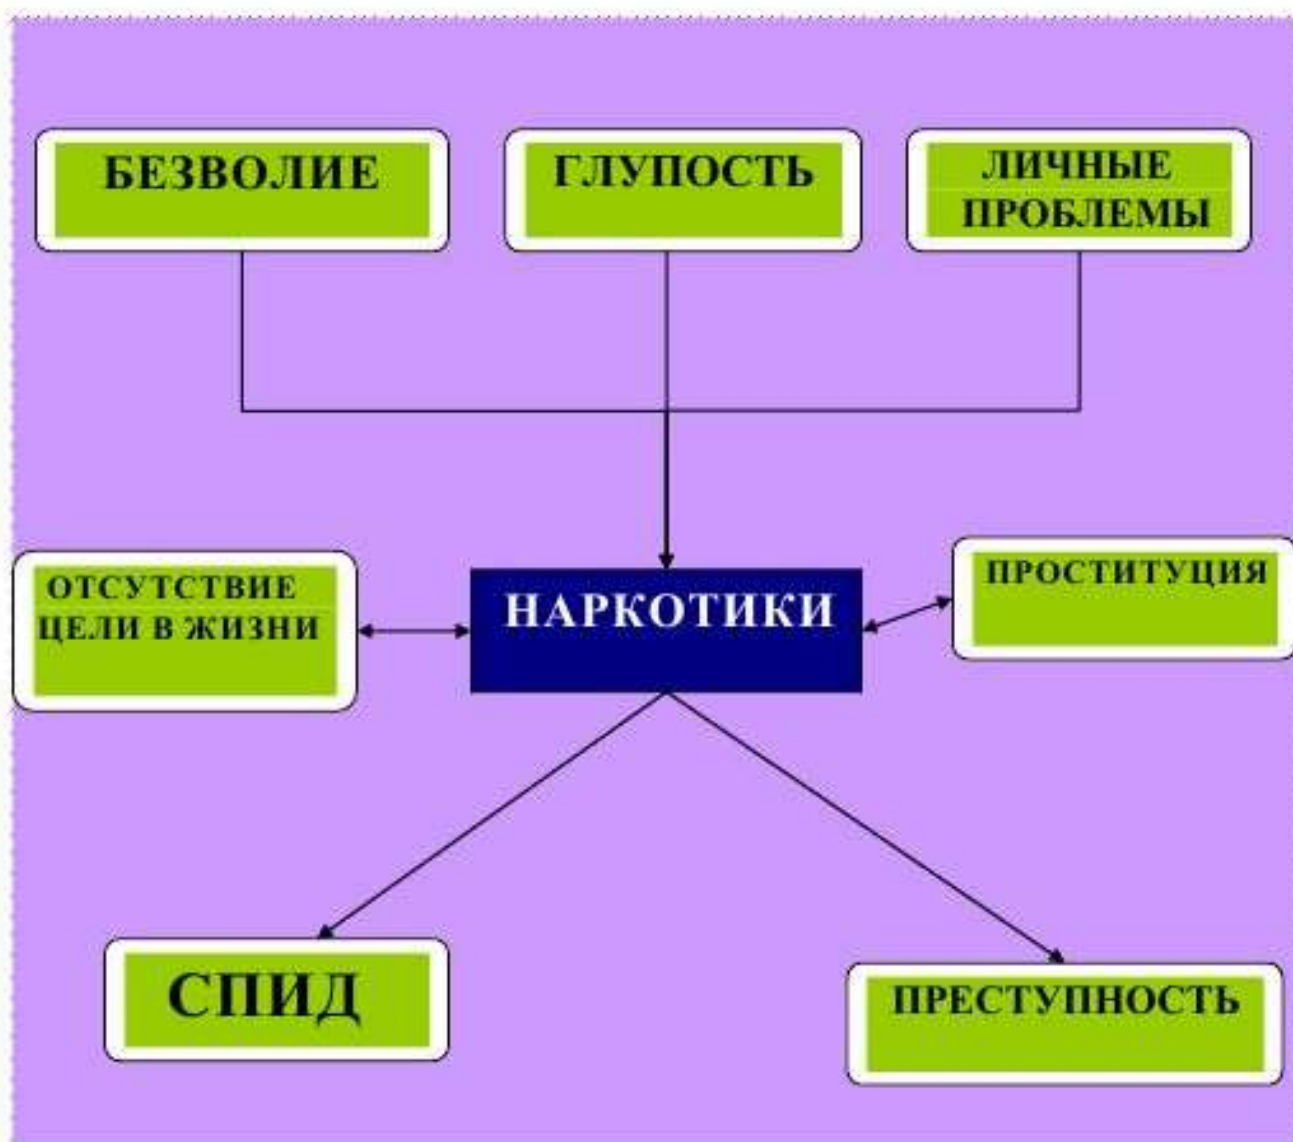 БЕЗВОЛИЕ
ГЛУПОСТЬ
ЛИЧНЫЕ
ПРОБЛЕМЫ
ОТСУТСТВИЕ
ЦЕЛИ В ЖИЗНИ
НАРКОТИКИ
ПРОСТИТУЦИЯ
СПИД
ПРЕСТУПНОСТЬ